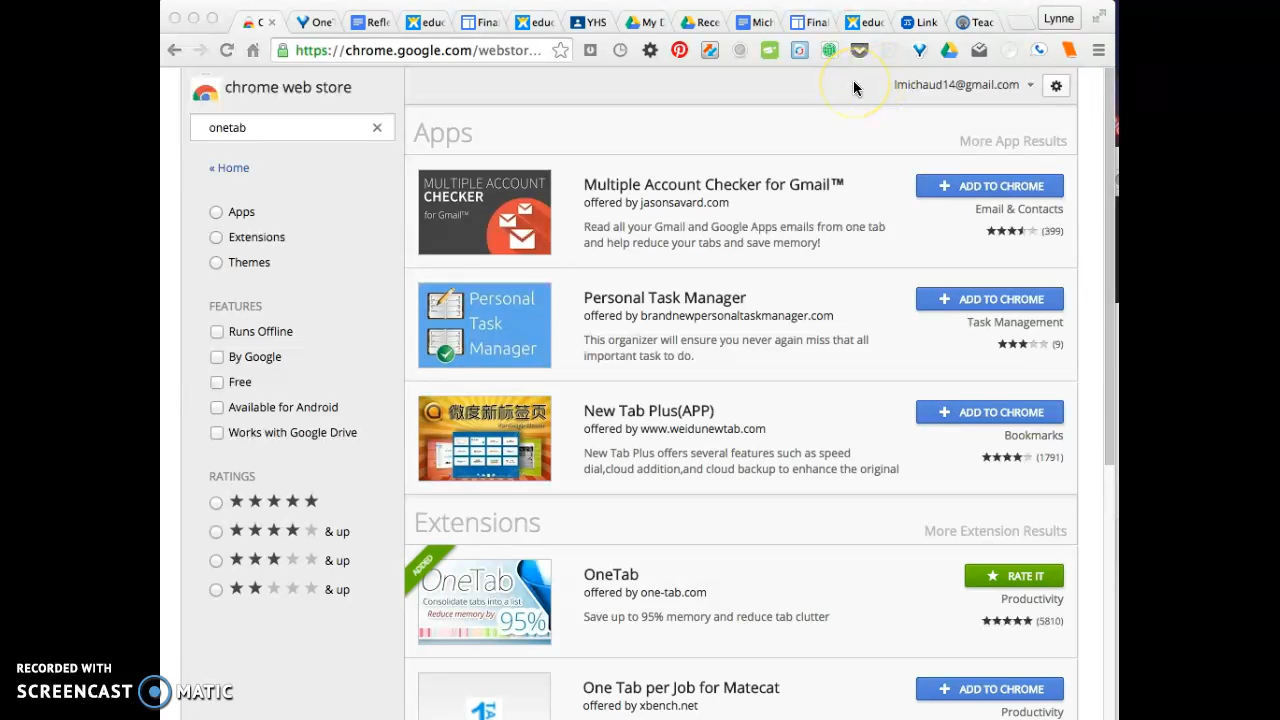 C
One
Refle
educ
Fina
educ
YHS
My D
Rece
Mich
Final
educ
Link
Teac
Lynne
https://chrome.google.com/webstor...
chrome web store
lmichaud14@gmail.com
onetab
« Home
Apps
Extensions
Themes
FEATURES
Runs Offline
By Google
Free
Available for Android
Works with Google Drive
RATINGS
& up
& up
& up
Apps
More App Results
MULTIPLE ACCOUNT
CHECKER
for Gmail™
Multiple Account Checker for Gmail™
offered by jasonsavard.com
Read all your Gmail and Google Apps emails from one tab
and help reduce your tabs and save memory!
ADD TO CHROME
Email & Contacts
(399)
Personal
Task
Manager
Personal Task Manager
offered by brandnewpersonaltaskmanager.com
This organizer will ensure you never again miss that all
important task to do.
ADD TO CHROME
Task Management
(9)
微度新标签页
New Tab Plus(APP)
offered by www.weidunewtab.com
New Tab Plus offers several features such as speed
dial,cloud addition,and cloud backup to enhance the original
ADD TO CHROME
Bookmarks
(1791)
Extensions
More Extension Results
ADDED
OneTab
Consolidate tabs into a list
Reduce memory by
95%
OneTab
offered by one-tab.com
Save up to 95% memory and reduce tab clutter
RATE IT
Productivity
(5810)
One Tab per Job for Matecat
offered by xbench.net
ADD TO CHROME
Productivity
RECORDED WITH
SCREENCAST MATIC